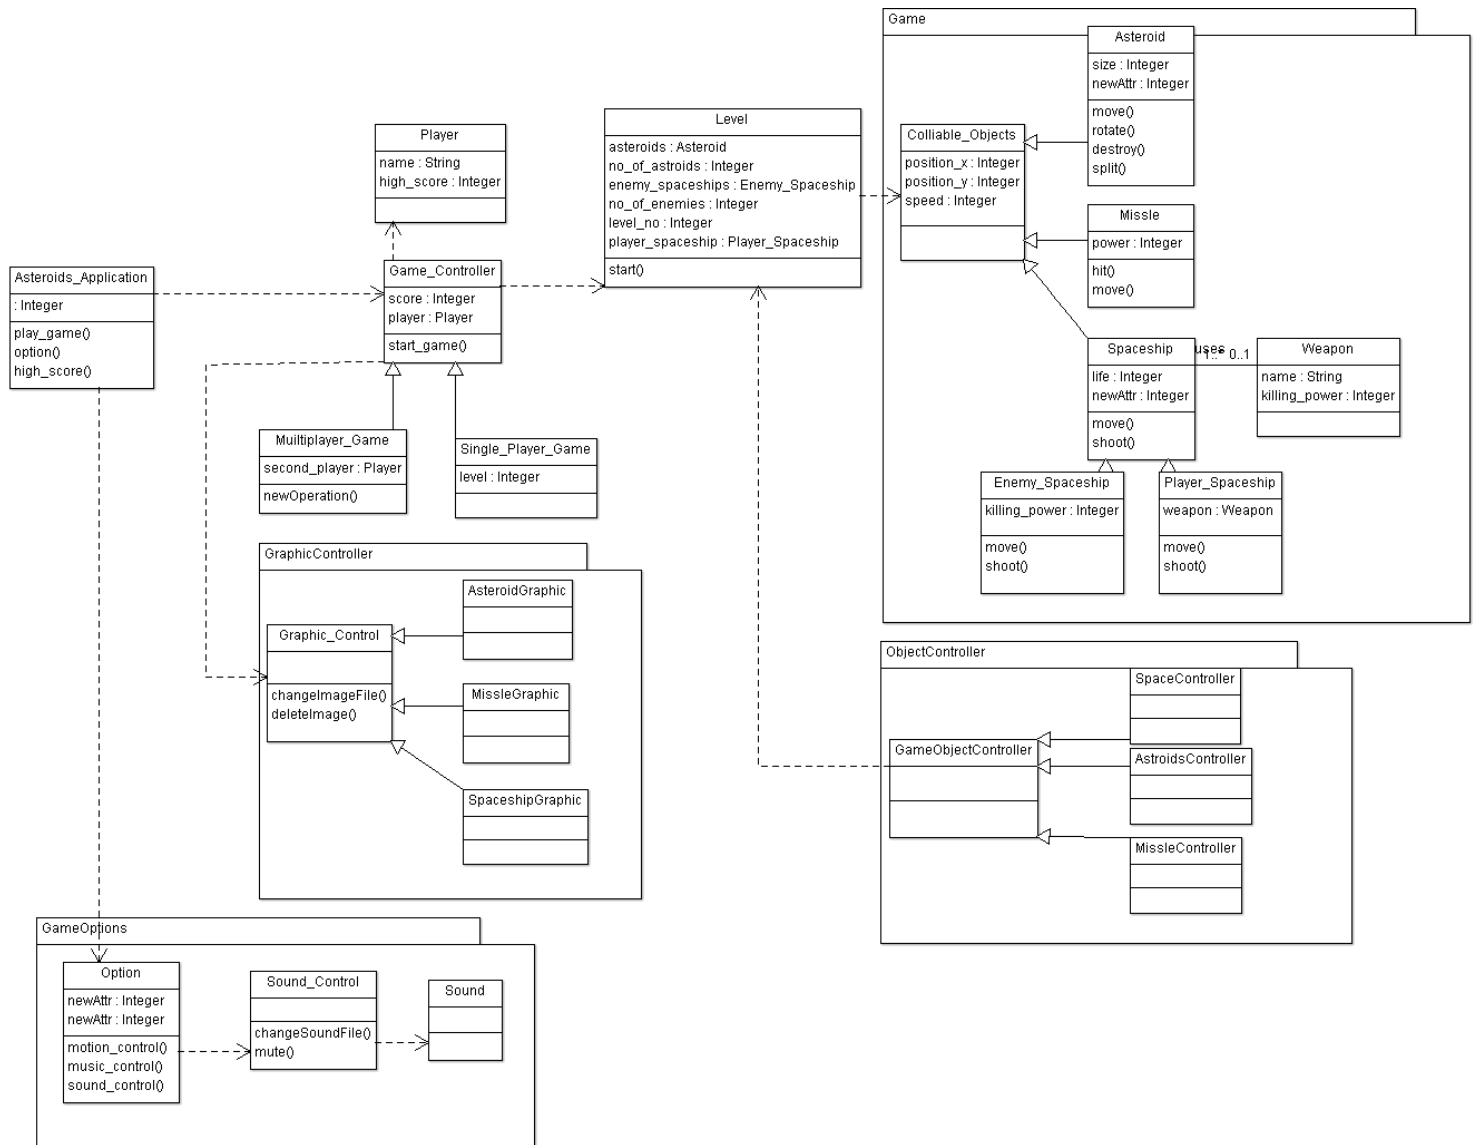 Game
Asteroid
size : Integer
newAttr : Integer
move()
rotate()
destroy()
split()
Colliable_Objects
position_x : Integer
position_y : Integer
speed : Integer
Missle
power : Integer
hit()
move()
Spaceship
life : Integer
newAttr : Integer
move()
shoot()
uses
1..* 0..1
Weapon
name : String
killing_power : Integer
Enemy_Spaceship
killing_power : Integer
move()
shoot()
Player_Spaceship
weapon : Weapon
move()
shoot()
Level
asteroids : Asteroid
no_of_astroids : Integer
enemy_spaceships : Enemy_Spaceship
no_of_enemies : Integer
level_no : Integer
player_spaceship : Player_Spaceship
start()
Player
name : String
high_score : Integer
Asteroids_Application
: Integer
play_game()
option()
high_score()
Game_Controller
score : Integer
player : Player
start_game()
Muiltiplayer_Game
second_player : Player
newOperation()
Single_Player_Game
level : Integer
GraphicController
AsteroidGraphic
Graphic_Control
changeImageFile()
deleteImage()
MissleGraphic
SpaceshipGraphic
ObjectController
SpaceController
GameObjectController
AstroidsController
MissleController
GameOptions
Option
newAttr : Integer
newAttr : Integer
motion_control()
music_control()
sound_control()
Sound_Control
changeSoundFile()
mute()
Sound